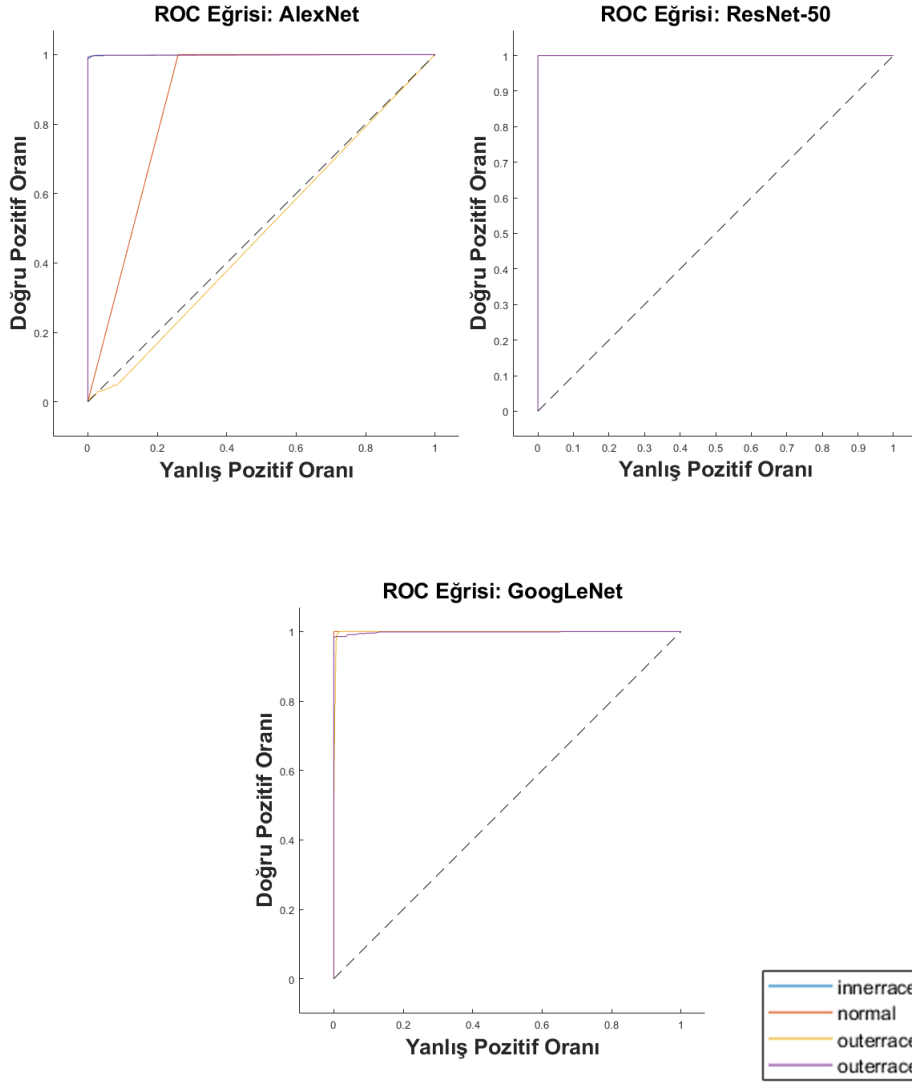 ROC Eğrisi: AlexNet
1
0.8
0.6
0.4
0.2
0
Doğru Pozitif Oranı
0 0.2 0.4 0.6 0.8 1
Yanlış Pozitif Oranı
ROC Eğrisi: ResNet-50
1
0.9
0.8
0.7
0.6
0.5
0.4
0.3
0.2
0.1
0
Doğru Pozitif Oranı
0 0.1 0.2 0.3 0.4 0.5 0.6 0.7 0.8 0.9 1
Yanlış Pozitif Oranı
ROC Eğrisi: GoogLeNet
1
0.8
0.6
0.4
0.2
0
Doğru Pozitif Oranı
0 0.2 0.4 0.6 0.8 1
Yanlış Pozitif Oranı
innerrace
normal
outerrace
outerrace